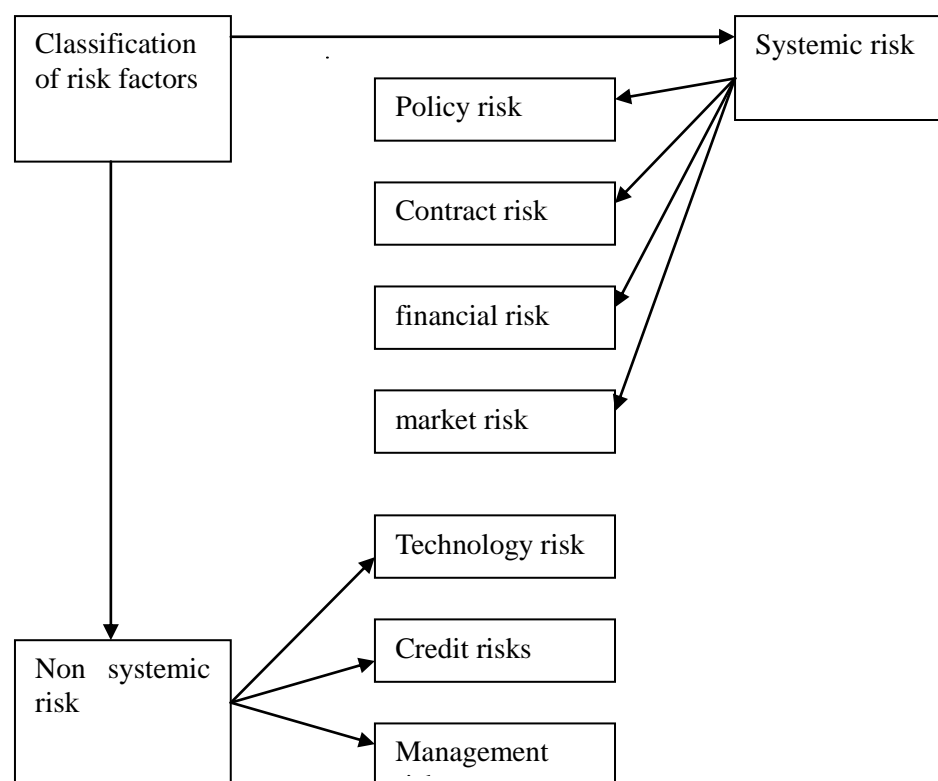 Classification
of risk factors
Systemic risk
Policy risk
Contract risk
financial risk
market risk
Technology risk
Credit risks
Non systemic
risk
Management